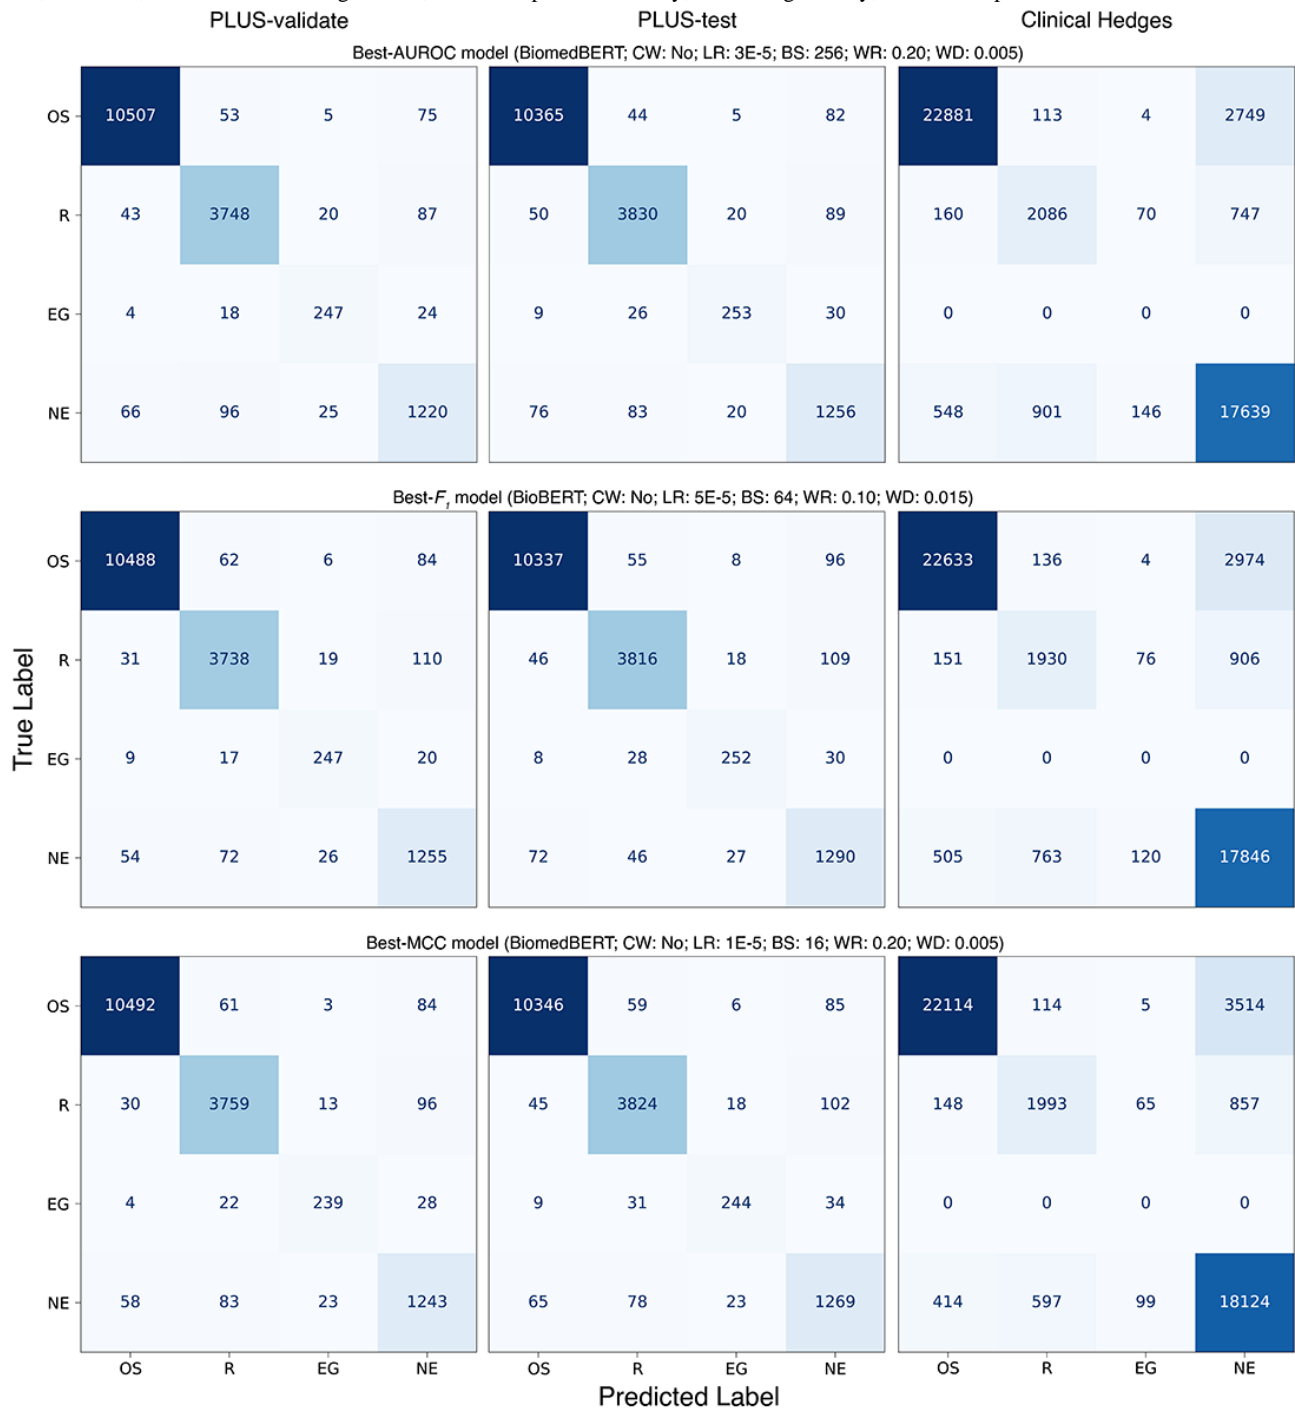 PLUS-validate PLUS-test Clinical Hedges
Best-AUROC model (BiomedBERT; CW: No; LR: 3E-5; BS: 256; WR: 0.20; WD: 0.005)
OS 10507 53 5 75 10365 44 5 82 22881 113 4 2749
R 43 3748 20 87 50 3830 20 89 160 2086 70 747
EG 4 18 247 24 9 26 253 30 0 0 0 0
NE 66 96 25 1220 76 83 20 1256 548 901 146 17639
Best-F1 model (BioBERT; CW: No; LR: 5E-5; BS: 64; WR: 0.10; WD: 0.015)
OS 10488 62 6 84 10337 55 8 96 22633 136 4 2974
R 31 3738 19 110 46 3816 18 109 151 1930 76 906
EG 9 17 247 20 8 28 252 30 0 0 0 0
NE 54 72 26 1255 72 46 27 1290 505 763 120 17846
True Label
Best-MCC model (BiomedBERT; CW: No; LR: 1E-5; BS: 16; WR: 0.20; WD: 0.005)
OS 10492 61 3 84 10346 59 6 85 22114 114 5 3514
R 30 3759 13 96 45 3824 18 102 148 1993 65 857
EG 4 22 239 28 9 31 244 34 0 0 0 0
NE 58 83 23 1243 65 78 23 1269 414 597 99 18124
OS R EG NE OS R EG NE OS R EG NE
Predicted Label